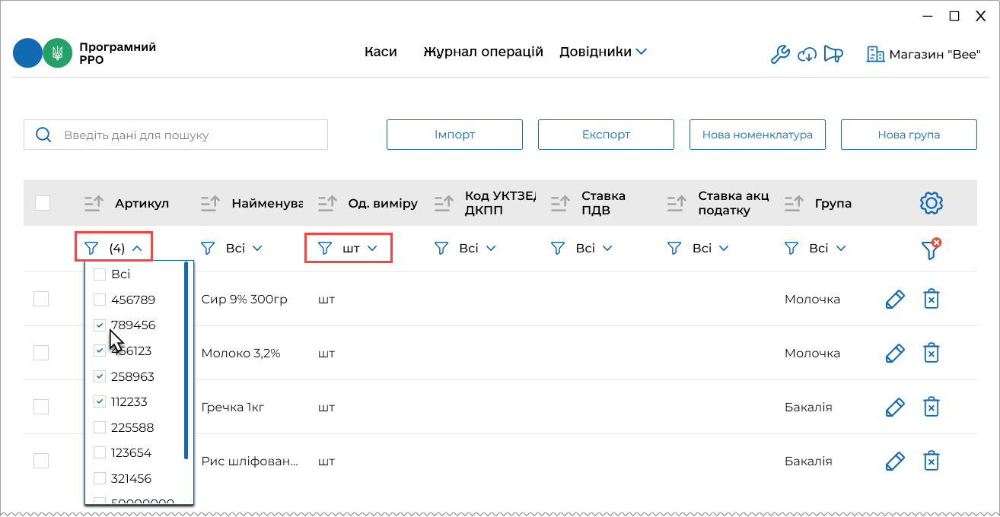 Програмний
РРО
Каси
Журнал операцій
Довідники
Магазин "Bee"
Введіть дані для пошуку
Імпорт
Експорт
Нова номенклатура
Нова група
Артикул
Найменува
Од. виміру
Код УКТЗЕД
ДКПП
Ставка
ПДВ
Ставка акц
податку
Група
(4)
Всі
шт
Всі
Всі
Всі
Всі
Всі
456789
789456
456123
258963
112233
225588
123654
321456
50000000
Сир 9% 300гр
шт
Молочка
Молоко 3,2%
шт
Молочка
Гречка 1кг
шт
Бакалія
Рис шліфован...
шт
Бакалія